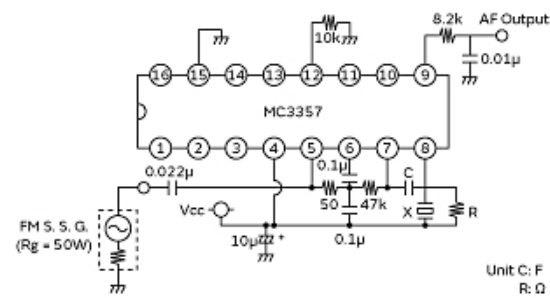 8.2k AF Output
10k
0.01µ
16 15 14 13 12 11 10 9
MC3357
1 2 3 4 5 6 7 8
0.022µ
0.1µ
C
50 47k
Vcc
X
R
FM S. S. G.
(Rg = 50W)
10µ
+
0.1µ
Unit C: F
R: Ω